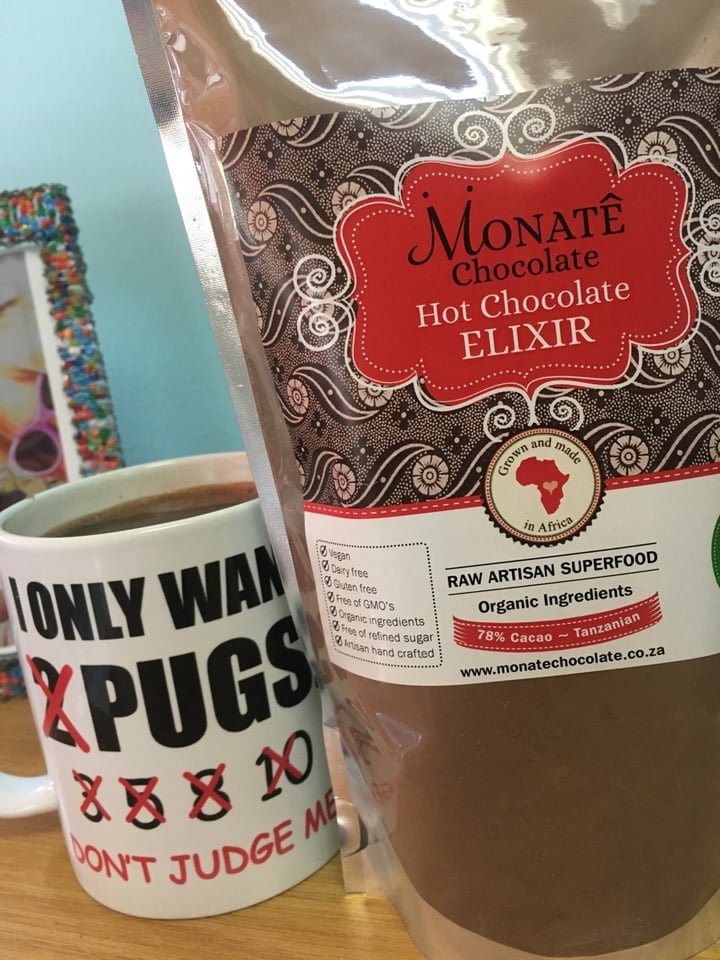 I ONLY WAN
2 PUGS
3 5 8 10
DON'T JUDGE ME
MONATÊ
Chocolate
Hot Chocolate
ELIXIR
Grown and made
in Africa
Vegan
Dairy free
Gluten free
Free of GMO's
Organic ingredients
Free of refined sugar
Artisan hand crafted
RAW ARTISAN SUPERFOOD
Organic Ingredients
78% Cacao ~ Tanzanian
www.monatechocolate.co.za